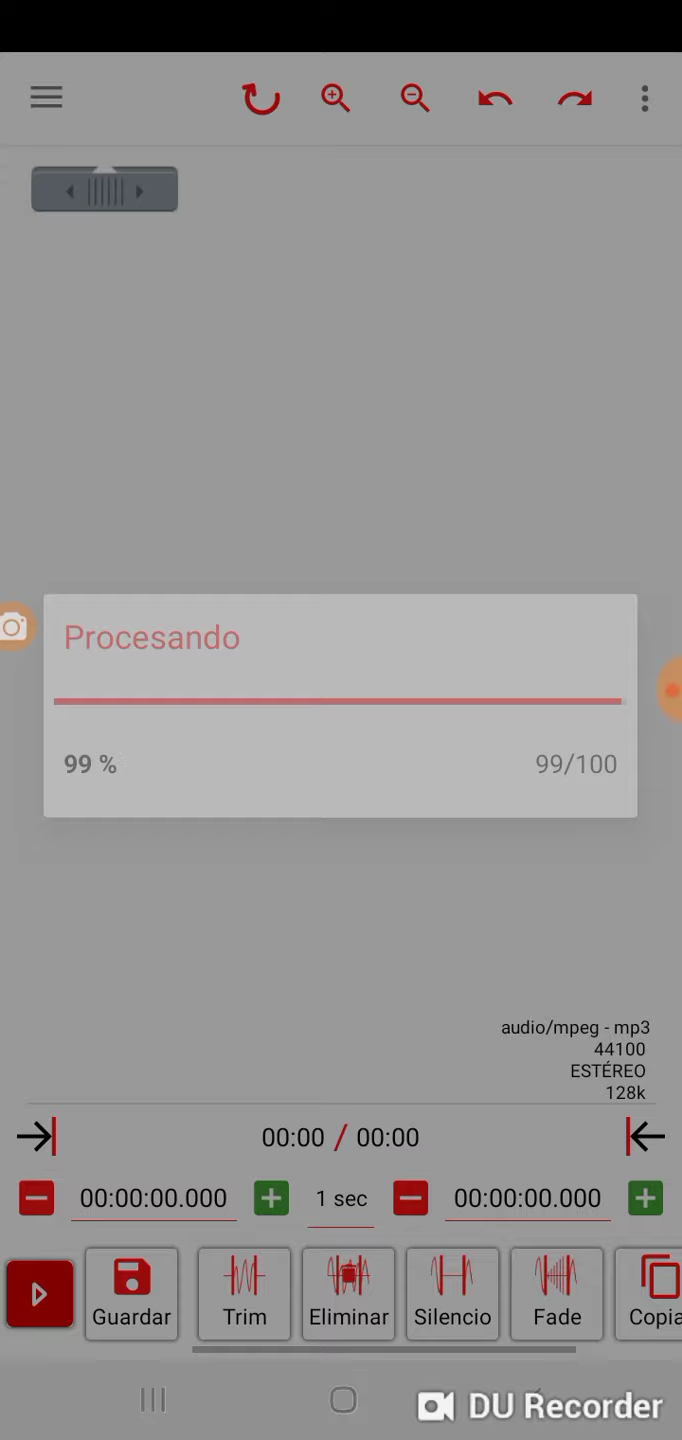 Procesando
99 % 99/100
audio/mpeg - mp3
44100
ESTÉREO
128k
00:00 / 00:00
00:00:00.000 1 sec 00:00:00.000
Guardar Trim Eliminar Silencio Fade Copia
DU Recorder